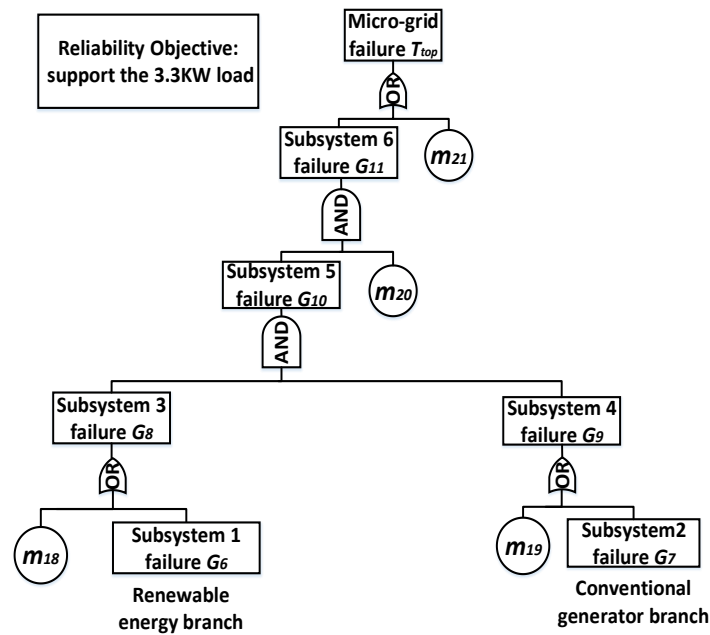 Reliability Objective:
support the 3.3KW load
Micro-grid
failure Ttop
OR
Subsystem 6
failure G11
m21
AND
Subsystem 5
failure G10
m20
AND
Subsystem 3
failure G8
Subsystem 4
failure G9
OR
OR
m18
Subsystem 1
failure G6
m19
Subsystem2
failure G7
Renewable
energy branch
Conventional
generator branch